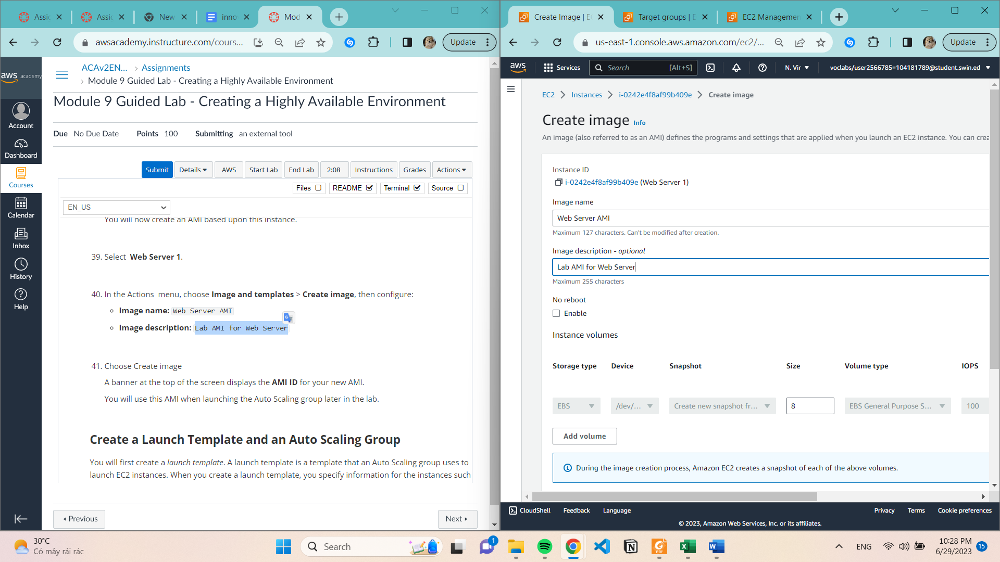 Assig
Assig
New
inno
Mod
awsacademy.instructure.com/cours...
Update
aws academy
Account
Dashboard
Courses
Calendar
Inbox
History
Help
ACAv2EN... > Assignments
> Module 9 Guided Lab - Creating a Highly Available Environment
Module 9 Guided Lab - Creating a Highly Available Environment
Due No Due Date Points 100 Submitting an external tool
Submit Details AWS Start Lab End Lab 2:08 Instructions Grades Actions
Files README Terminal Source
EN_US
You will now create an AMI based upon this instance.
39. Select Web Server 1.
40. In the Actions menu, choose Image and templates > Create image, then configure:
Image name: Web Server AMI
Image description: Lab AMI for Web Server
41. Choose Create image
A banner at the top of the screen displays the AMI ID for your new AMI.
You will use this AMI when launching the Auto Scaling group later in the lab.
Create a Launch Template and an Auto Scaling Group
You will first create a launch template. A launch template is a template that an Auto Scaling group uses to
launch EC2 instances. When you create a launch template, you specify information for the instances such
Previous
Next
Create Image | EC
Target groups | E
EC2 Managemen
us-east-1.console.aws.amazon.com/ec2/...
Update
aws Services Search [Alt+S] N. Vir voclabs/user2566785=104181789@student.swin.ed
EC2 > Instances > i-0242e4f8af99b409e > Create image
Create image Info
An image (also referred to as an AMI) defines the programs and settings that are applied when you launch an EC2 instance. You can crea
Instance ID
i-0242e4f8af99b409e (Web Server 1)
Image name
Web Server AMI
Maximum 127 characters. Can't be modified after creation.
Image description - optional
Lab AMI for Web Server
Maximum 255 characters
No reboot
Enable
Instance volumes
Storage type Device Snapshot Size Volume type IOPS
EBS /dev/... Create new snapshot fr... 8 EBS General Purpose S... 100
Add volume
During the image creation process, Amazon EC2 creates a snapshot of each of the above volumes.
CloudShell Feedback Language Privacy Terms Cookie preferences
© 2023, Amazon Web Services, Inc. or its affiliates.
30°C
Có mây rải rác
Search
1
PDF
ENG
10:28 PM
6/29/2023
15